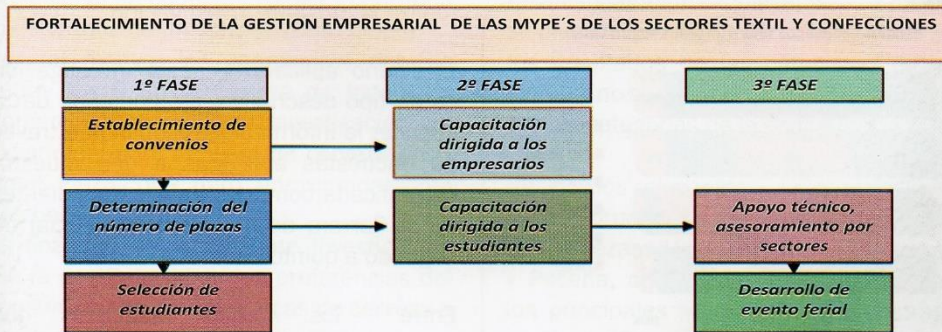 FORTALECIMIENTO DE LA GESTION EMPRESARIAL DE LAS MYPE´S DE LOS SECTORES TEXTIL Y CONFECCIONES
1º FASE
2º FASE
3º FASE
Establecimiento de
convenios
Capacitación
dirigida a los
empresarios
Determinación del
número de plazas
Capacitación
dirigida a los
estudiantes
Apoyo técnico,
asesoramiento por
sectores
Selección de
estudiantes
Desarrollo de
evento ferial